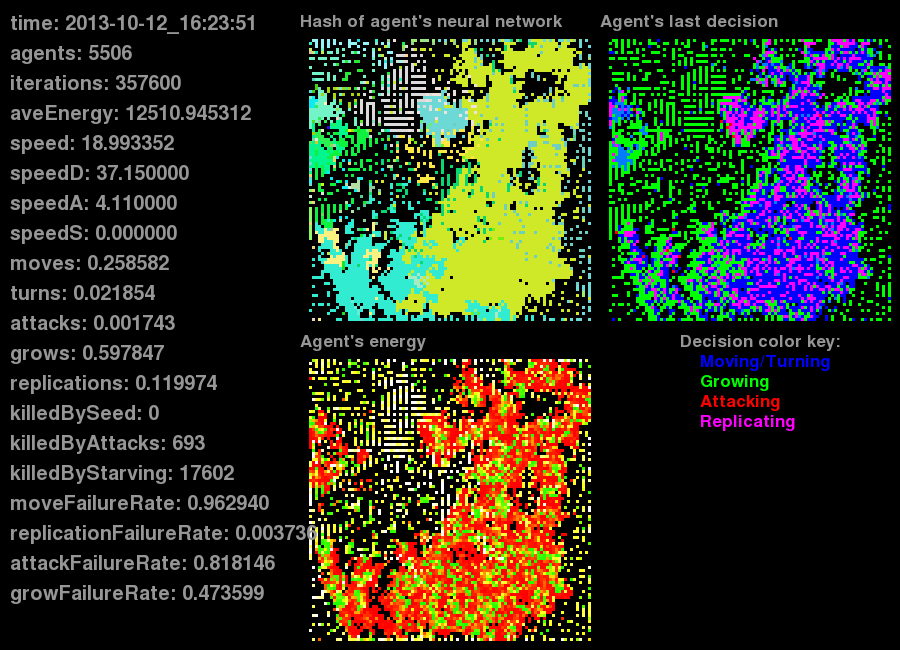 time: 2013-10-12_16:23:51
agents: 5506
iterations: 357600
aveEnergy: 12510.945312
speed: 18.993352
speedD: 37.150000
speedA: 4.110000
speedS: 0.000000
moves: 0.258582
turns: 0.021854
attacks: 0.001743
grows: 0.597847
replications: 0.119974
killedBySeed: 0
killedByAttacks: 693
killedByStarving: 17602
moveFailureRate: 0.962940
replicationFailureRate: 0.003736
attackFailureRate: 0.818146
growFailureRate: 0.473599
Hash of agent's neural network
Agent's last decision
Agent's energy
Decision color key:
Moving/Turning
Growing
Attacking
Replicating